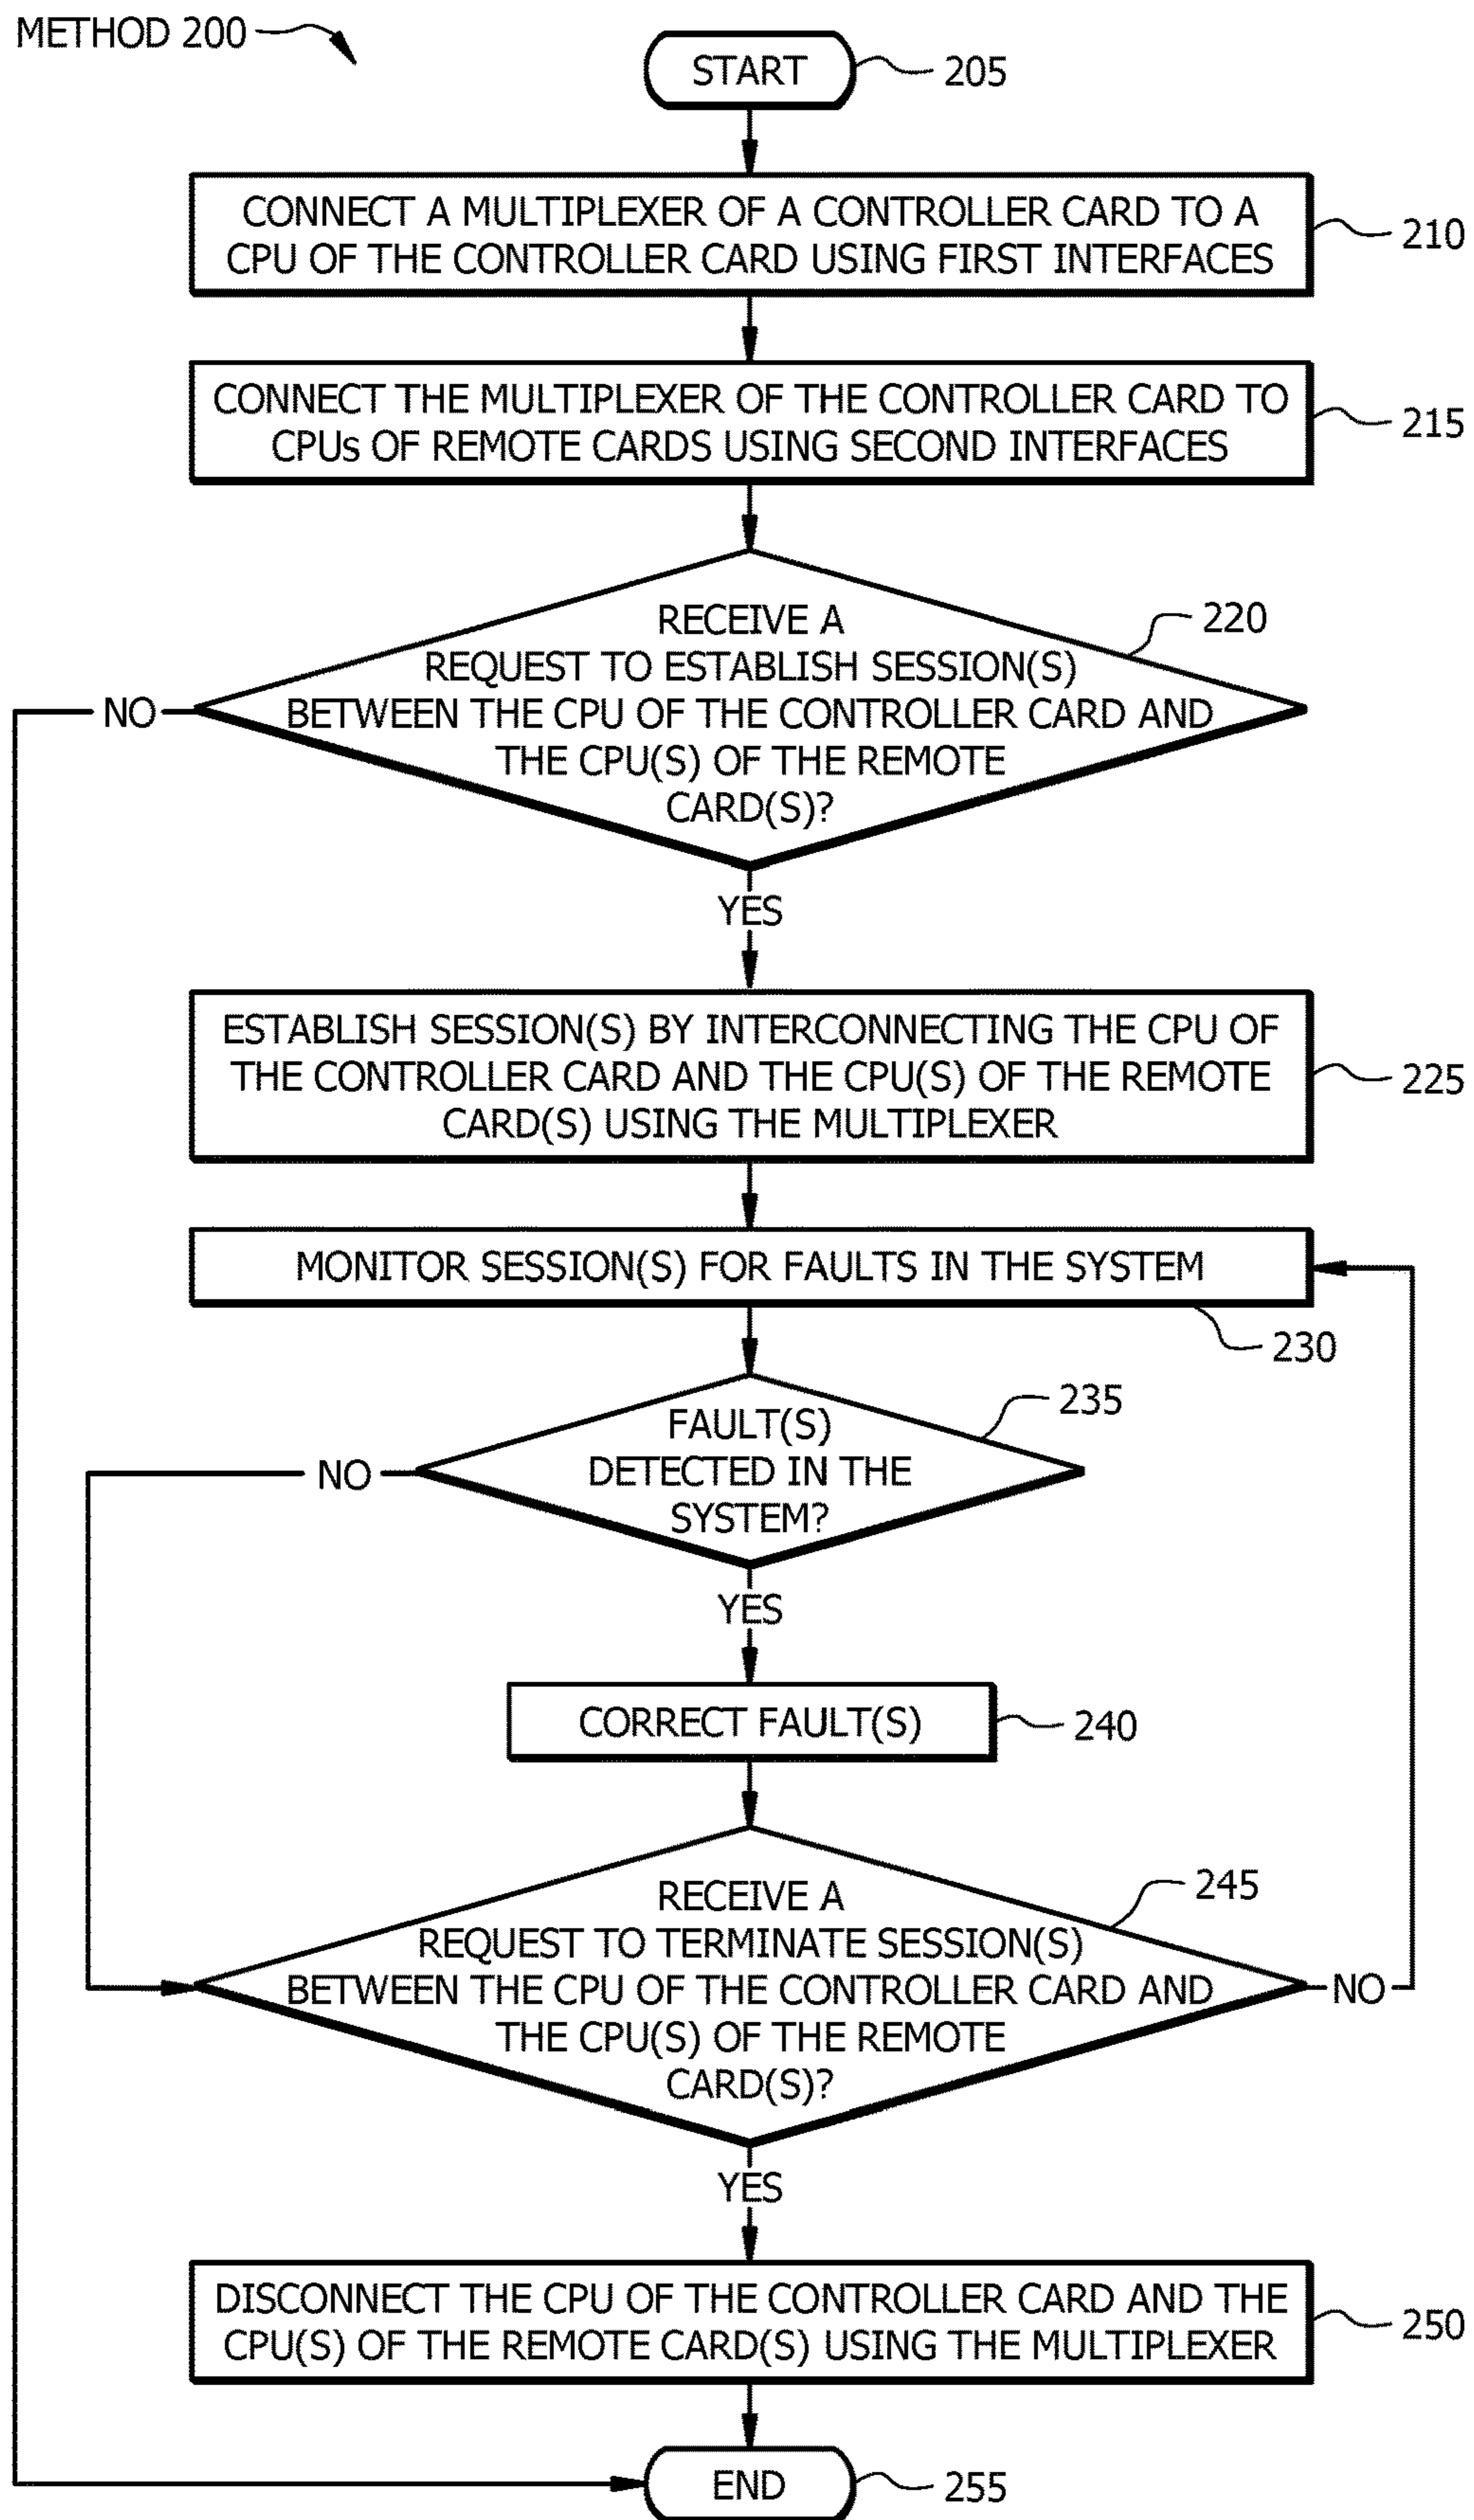 METHOD 200
START
205
CONNECT A MULTIPLEXER OF A CONTROLLER CARD TO A
CPU OF THE CONTROLLER CARD USING FIRST INTERFACES
210
CONNECT THE MULTIPLEXER OF THE CONTROLLER CARD TO
CPUs OF REMOTE CARDS USING SECOND INTERFACES
215
RECEIVE A
REQUEST TO ESTABLISH SESSION(S)
BETWEEN THE CPU OF THE CONTROLLER CARD AND
THE CPU(S) OF THE REMOTE
CARD(S)?
220
NO
YES
ESTABLISH SESSION(S) BY INTERCONNECTING THE CPU OF
THE CONTROLLER CARD AND THE CPU(S) OF THE REMOTE
CARD(S) USING THE MULTIPLEXER
225
MONITOR SESSION(S) FOR FAULTS IN THE SYSTEM
230
FAULT(S)
DETECTED IN THE
SYSTEM?
235
NO
YES
CORRECT FAULT(S)
240
RECEIVE A
REQUEST TO TERMINATE SESSION(S)
BETWEEN THE CPU OF THE CONTROLLER CARD AND
THE CPU(S) OF THE REMOTE
CARD(S)?
245
NO
YES
DISCONNECT THE CPU OF THE CONTROLLER CARD AND THE
CPU(S) OF THE REMOTE CARD(S) USING THE MULTIPLEXER
250
END
255